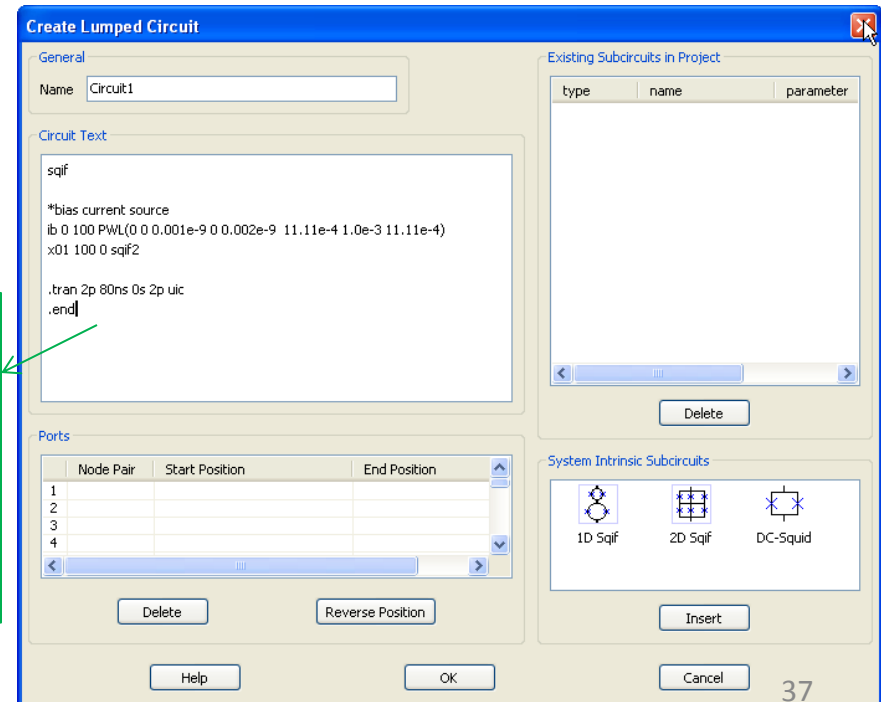 Create Lumped Circuit
General
Name Circuit1
Circuit Text
sqif
*bias current source
ib 0 100 PWL(0 0 0.001e-9 0 0.002e-9 11.11e-4 1.0e-3 11.11e-4)
x01 100 0 sqif2
.tran 2p 80ns 0s 2p uic
.end
Ports
Node Pair Start Position End Position
1
2
3
4
Delete Reverse Position
Existing Subcircuits in Project
type name parameter
Delete
System Intrinsic Subcircuits
1D Sqif 2D Sqif DC-Squid
Insert
Help OK Cancel
37